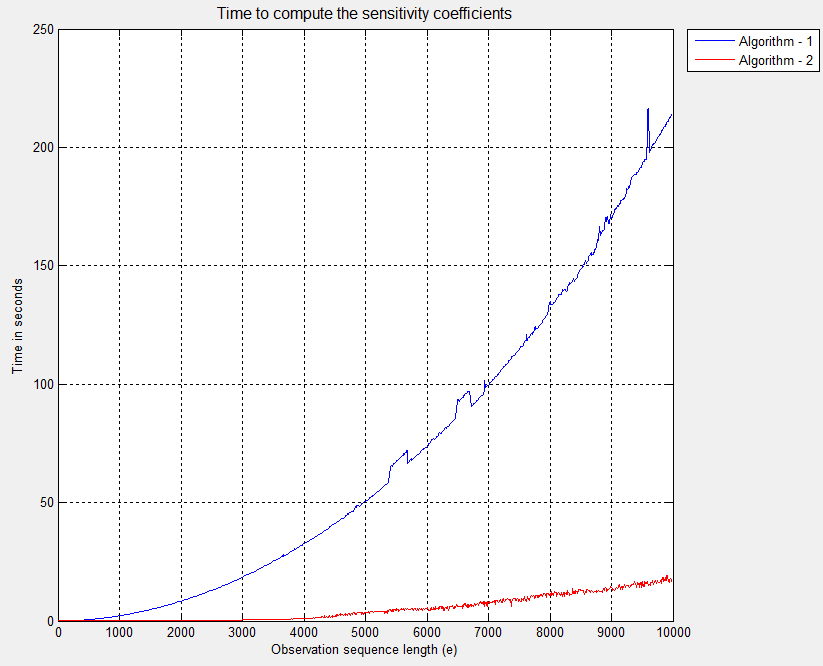 Time to compute the sensitivity coefficients
Algorithm - 1
Algorithm - 2
250
200
150
100
50
0
Time in seconds
0 1000 2000 3000 4000 5000 6000 7000 8000 9000 10000
Observation sequence length (e)